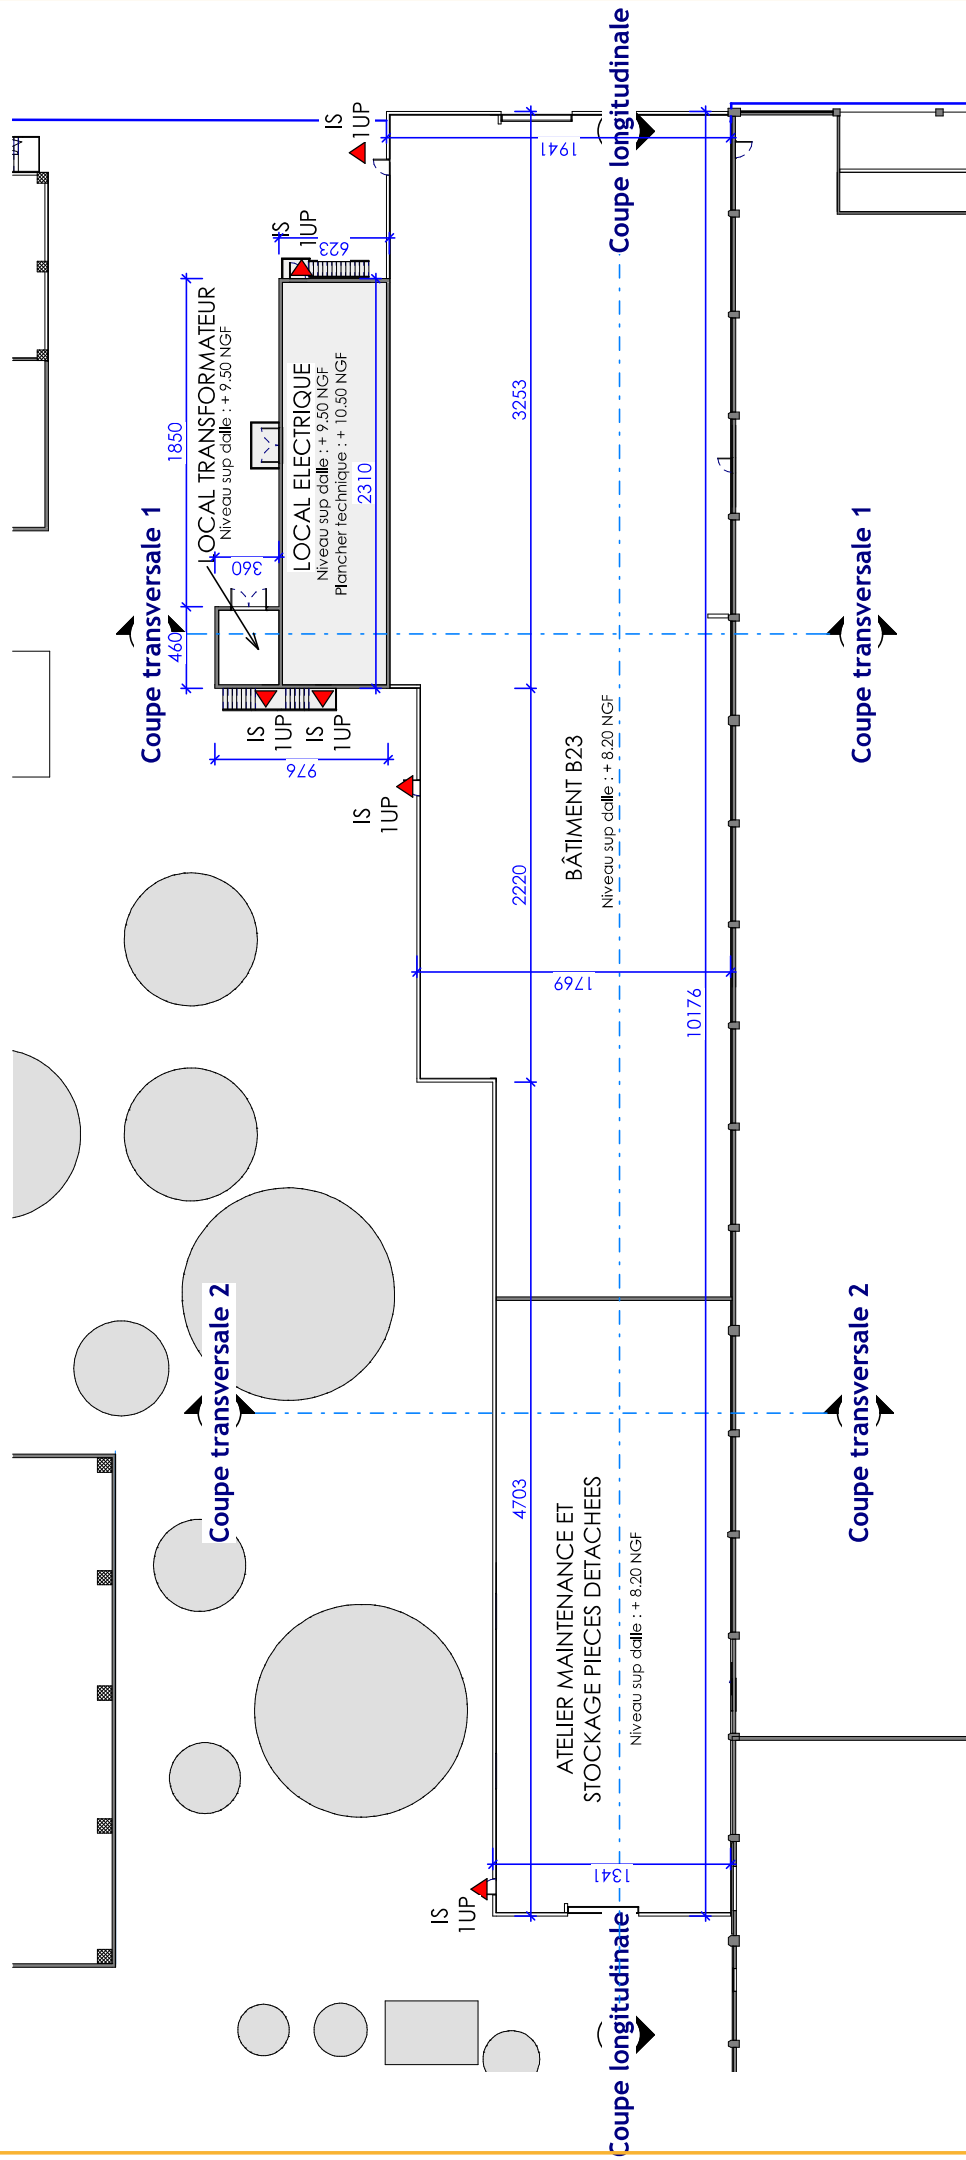 Coupe longitudinale
IS
1UP
1941
IS
1UP
623
LOCAL TRANSFORMATEUR
Niveau sup dalle : + 9.50 NGF
1850
LOCAL ELECTRIQUE
Niveau sup dalle : + 9.50 NGF
Plancher technique : + 10.50 NGF
2310
3253
360
460
Coupe transversale 1
Coupe transversale 1
IS
1UP
IS
1UP
976
IS
1UP
BÂTIMENT B23
Niveau sup dalle : + 8.20 NGF
2220
1769
10176
Coupe transversale 2
Coupe transversale 2
4703
ATELIER MAINTENANCE ET
STOCKAGE PIECES DETACHEES
Niveau sup dalle : + 8.20 NGF
1341
IS
1UP
Coupe longitudinale